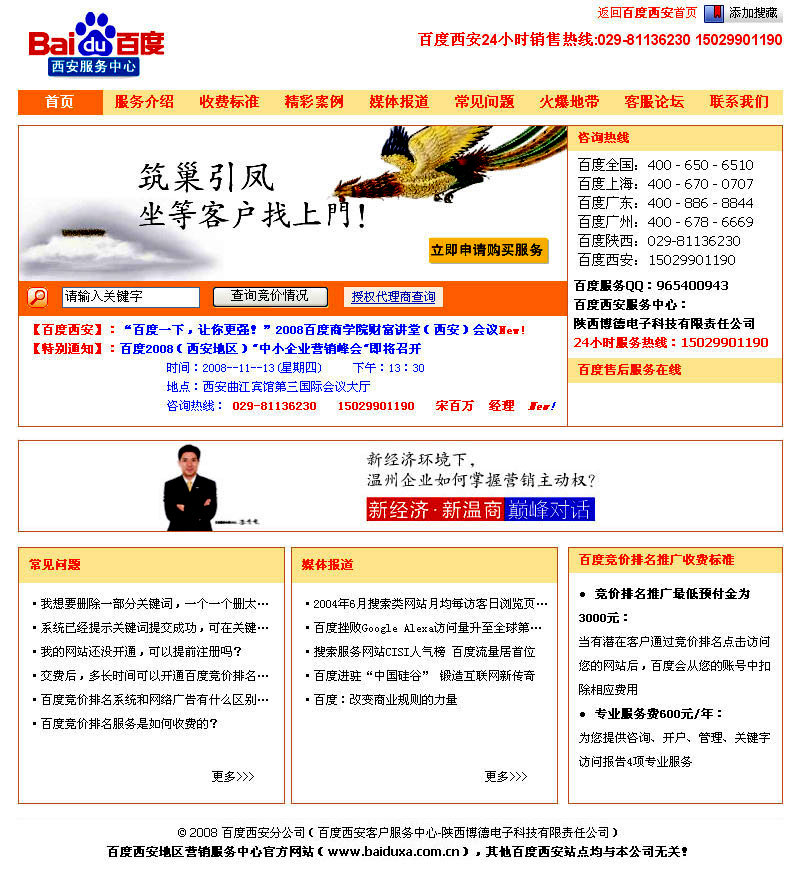 返回百度西安首页 添加搜藏
Bai du 百度
西安服务中心
百度西安24小时销售热线:029-81136230 15029901190
首页 服务介绍 收费标准 精彩案例 媒体报道 常见问题 火爆地带 客服论坛 联系我们
筑巢引凤
坐等客户找上門!
立即申请购买服务
请输入关键字 查询竞价情况 授权代理商查询
【百度西安】：“百度一下，让你更强！”2008百度商学院财富讲堂（西安）会议New!
【特别通知】：百度2008（西安地区）"中小企业营销峰会"即将召开
时间：2008--11--13(星期四) 下午：13：30
地点：西安曲江宾馆第三国际会议大厅
咨询热线： 029-81136230 15029901190 宋百万 经理 New!
咨询热线
百度全国：400 - 650 - 6510
百度上海：400 - 670 - 0707
百度广东：400 - 886 - 8844
百度广州：400 - 678 - 6669
百度陕西：029-81136230
百度西安：15029901190
百度服务QQ：965400943
百度西安服务中心：
陕西博德电子科技有限责任公司
24小时服务热线：15029901190
百度售后服务在线
新经济环境下，
温州企业如何掌握营销主动权?
新经济·新温商 巅峰对话
常见问题
·我想要删除一部分关键词，一个一个删太…
·系统已经提示关键词提交成功，可在关键…
·我的网站还没开通，可以提前注册吗？
·交费后，多长时间可以开通百度竞价排名…
·百度竞价排名系统和网络广告有什么区别…
·百度竞价排名服务是如何收费的？
更多>>>
媒体报道
·2004年6月搜索类网站月均每访客日浏览页…
·百度挫败Google Alexa访问量升至全球第…
·搜索服务网站CISI人气榜 百度流量居首位
·百度进驻“中国硅谷” 锻造互联网新传奇
·百度：改变商业规则的力量
更多>>>
百度竞价排名推广收费标准
● 竞价排名推广最低预付金为
3000元：
当有潜在客户通过竞价排名点击访问
您的网站后，百度会从您的账号中扣
除相应费用
● 专业服务费600元/年：
为您提供咨询、开户、管理、关键字
访问报告4项专业服务
© 2008 百度西安分公司（百度西安客户服务中心-陕西博德电子科技有限责任公司）
百度西安地区营销服务中心官方网站（www.baiduxa.com.cn），其他百度西安站点均与本公司无关！